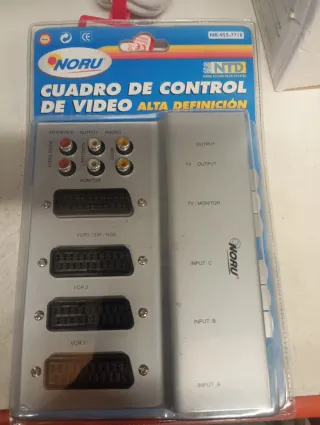 NORU
NTD
CUADRO DE CONTROL
DE VIDEO ALTA DEFINICIÓN
OUTPUT
MONITOR
VCR 2
VCR 1
OUTPUT
TV - OUTPUT
TV / MONITOR
NORU
INPUT C
INPUT B
INPUT A